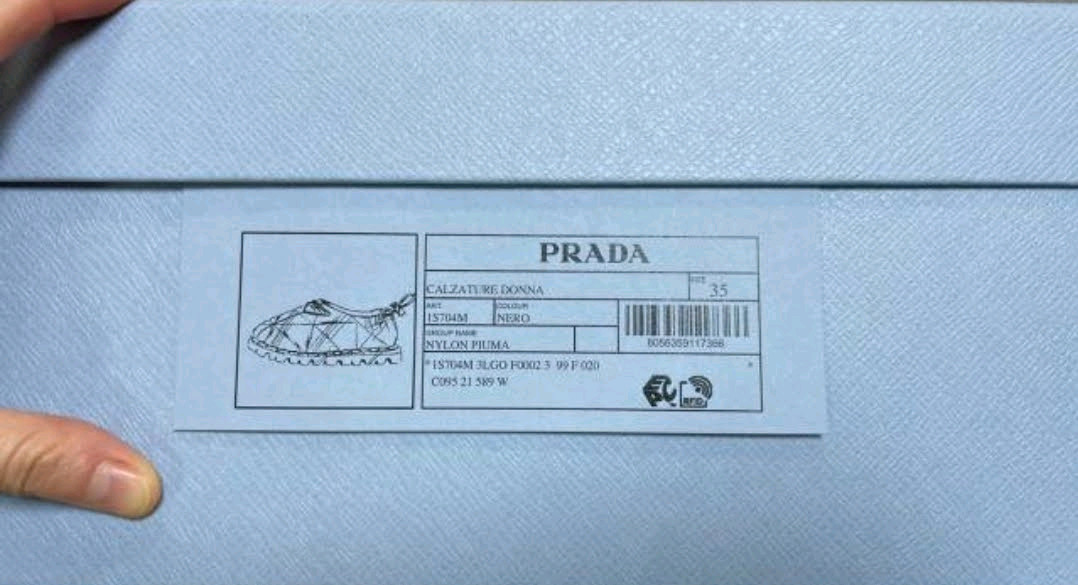 PRADA
CALZATURE DONNA
SIZE
35
ART.
1S704M
COLOUR
NERO
GROUP NAME
NYLON PIUMA
8056359117366
* 1S704M 3LGO F0002 3 99 F 020 *
C095 21 589 W
EPC
RFID